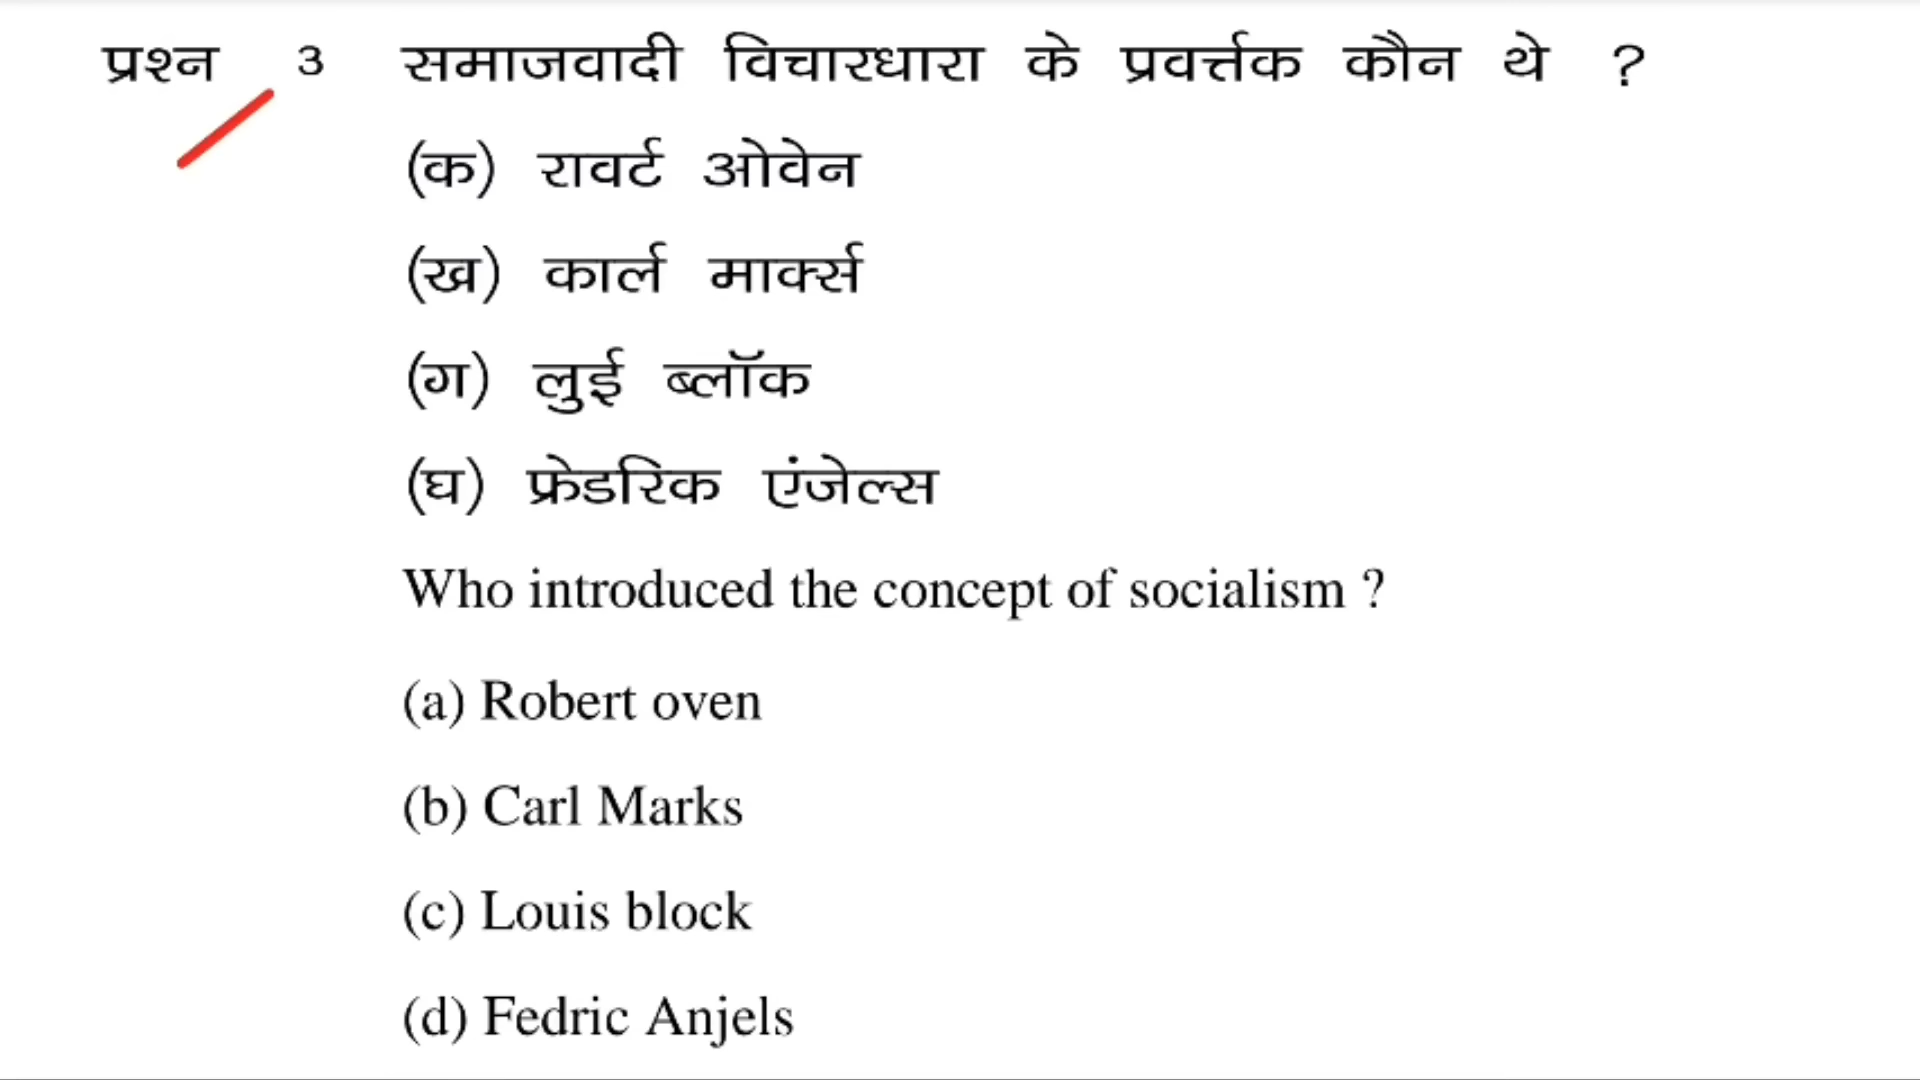 प्रश्न 3 समाजवादी विचारधारा के प्रवर्त्तक कौन थे ?
(क) रावर्ट ओवेन
(ख) कार्ल मार्क्स
(ग) लुई ब्लॉक
(घ) फ्रेडरिक एंजेल्स
Who introduced the concept of socialism ?
(a) Robert oven
(b) Carl Marks
(c) Louis block
(d) Fedric Anjels